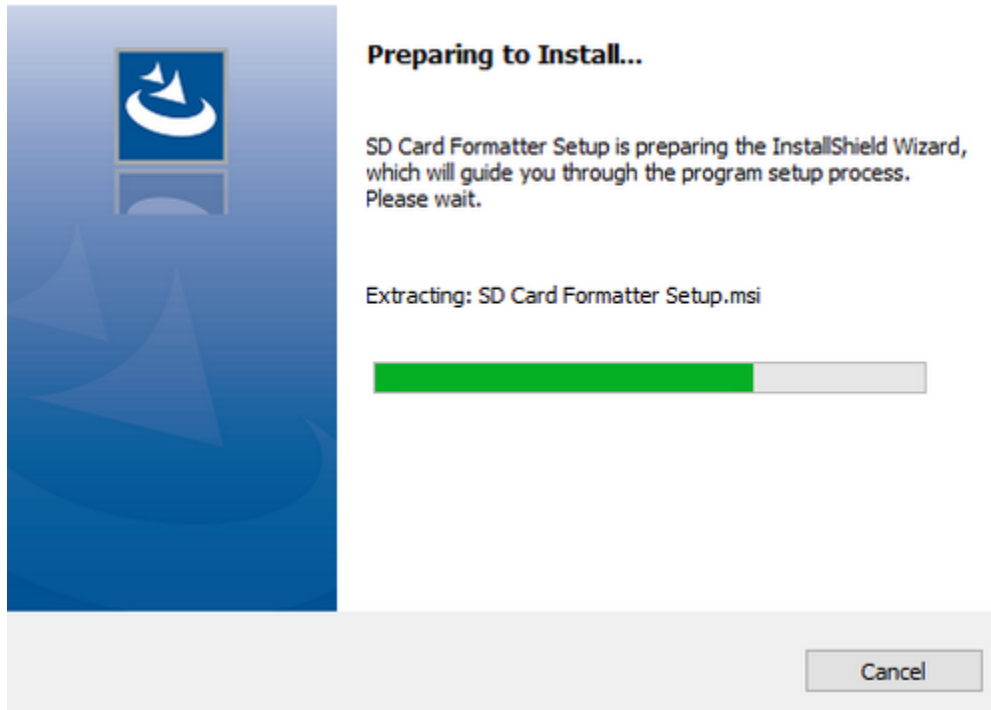 Preparing to Install...
SD Card Formatter Setup is preparing the InstallShield Wizard,
which will guide you through the program setup process.
Please wait.
Extracting: SD Card Formatter Setup.msi
Cancel